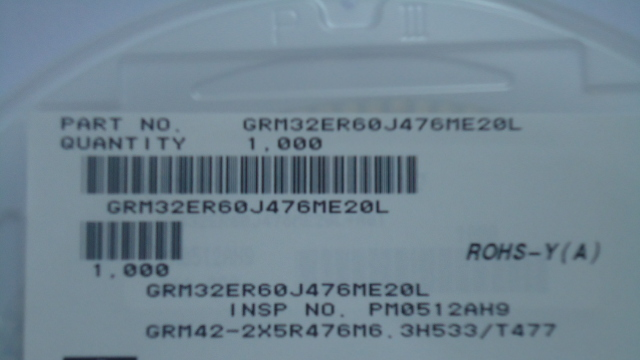 PART NO. GRM32ER60J476ME20L
QUANTITY 1,000
GRM32ER60J476ME20L
1,000
ROHS-Y(A)
GRM32ER60J476ME20L
INSP NO. PM0512AH9
GRM42-2X5R476M6.3H533/T477